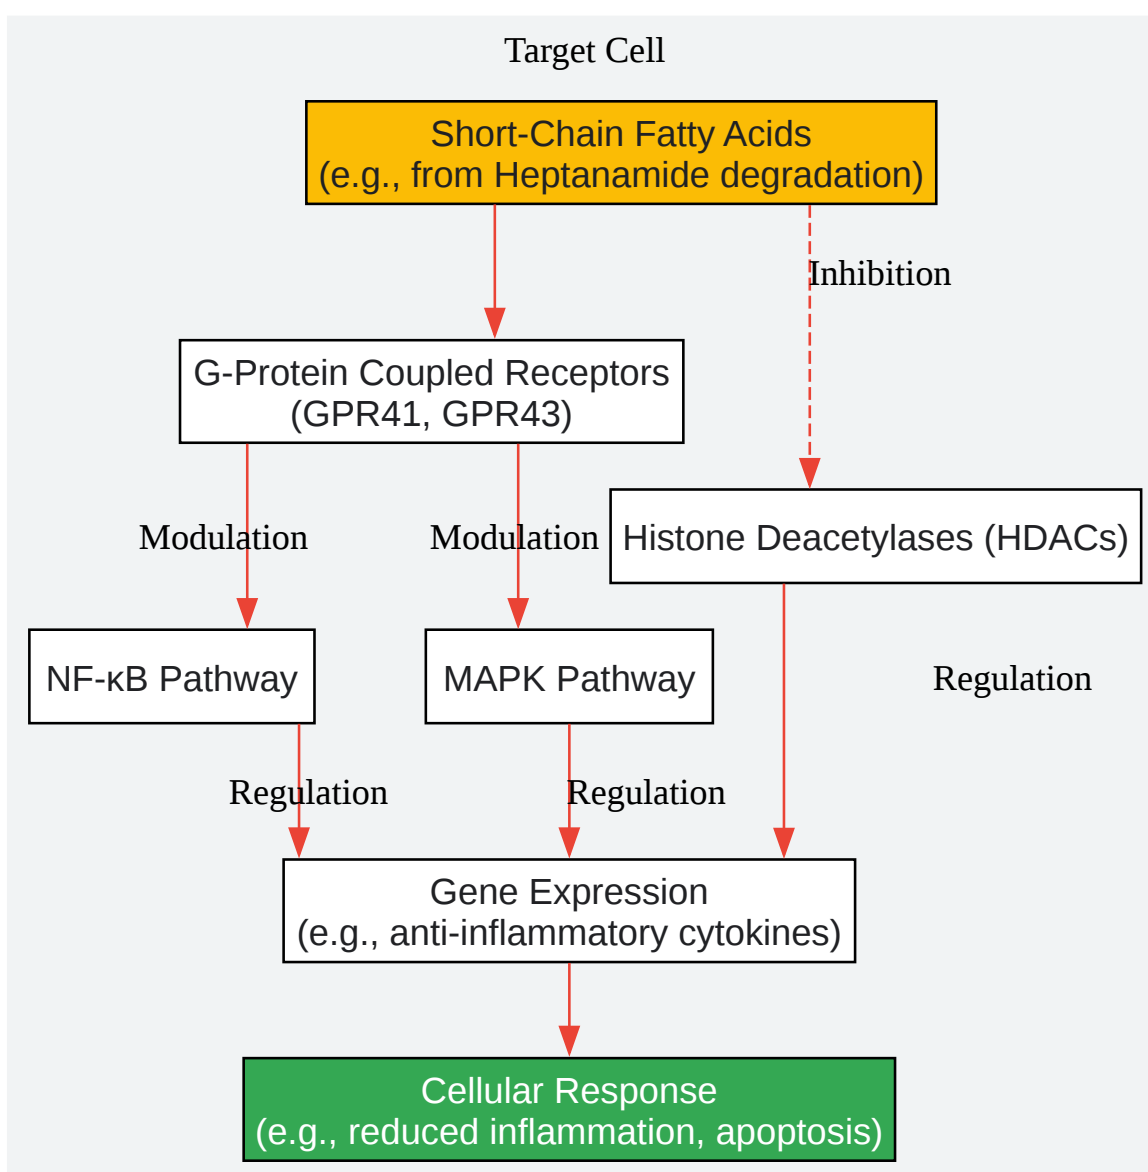 Target Cell
Short-Chain Fatty Acids
(e.g., from Heptanamide degradation)
Inhibition
G-Protein Coupled Receptors
(GPR41, GPR43)
Modulation
Modulation
Histone Deacetylases (HDACs)
NF-κB Pathway
MAPK Pathway
Regulation
Regulation
Regulation
Gene Expression
(e.g., anti-inflammatory cytokines)
Cellular Response
(e.g., reduced inflammation, apoptosis)